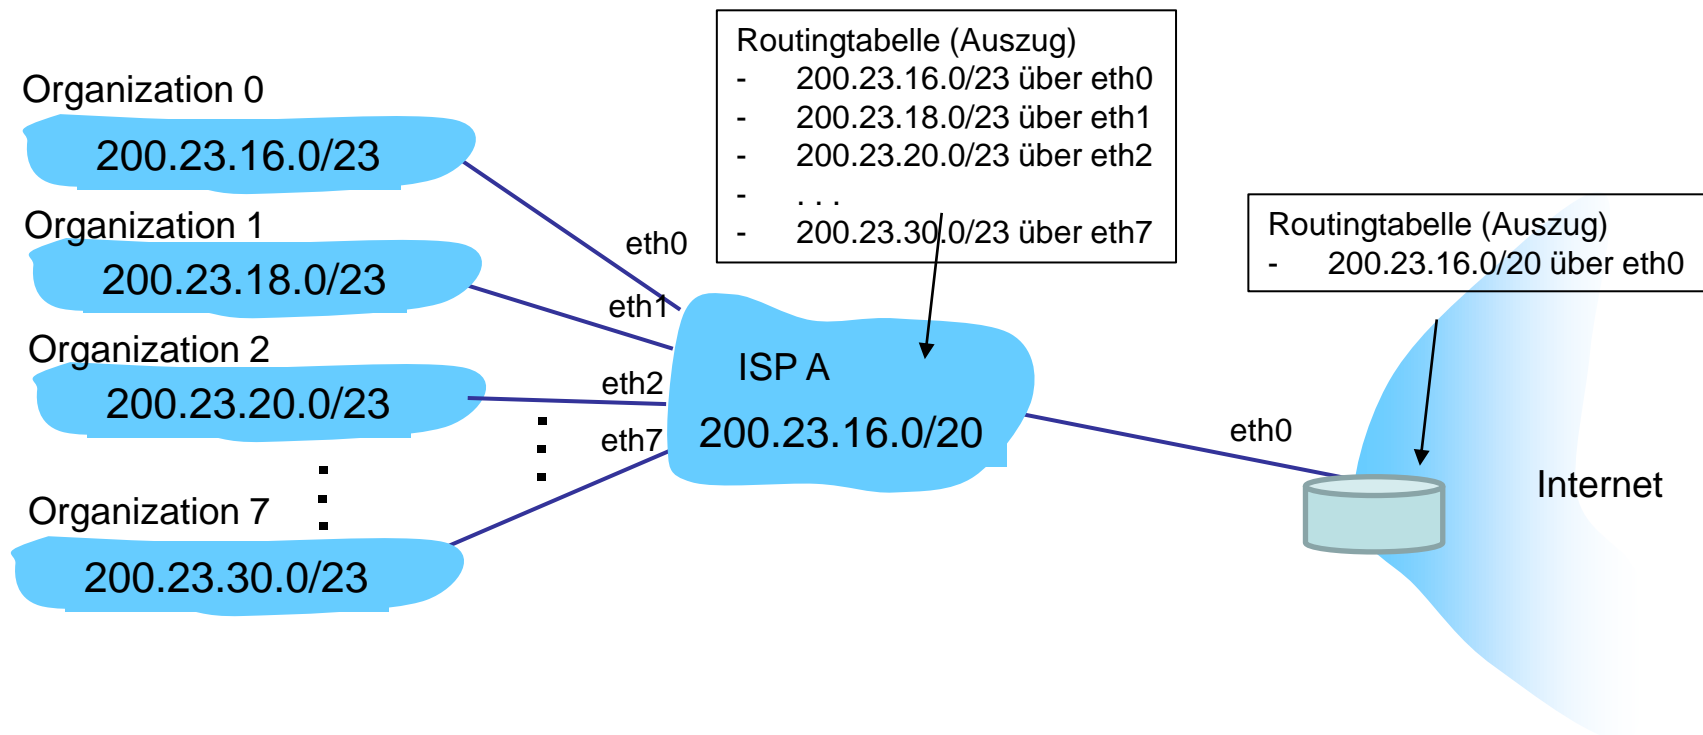 Organization 0
200.23.16.0/23
Organization 1
200.23.18.0/23
Organization 2
200.23.20.0/23
Organization 7
200.23.30.0/23
eth0
eth1
eth2
eth7
Routingtabelle (Auszug)
- 200.23.16.0/23 über eth0
- 200.23.18.0/23 über eth1
- 200.23.20.0/23 über eth2
- . . .
- 200.23.30.0/23 über eth7
ISP A
200.23.16.0/20
eth0
Routingtabelle (Auszug)
- 200.23.16.0/20 über eth0
Internet